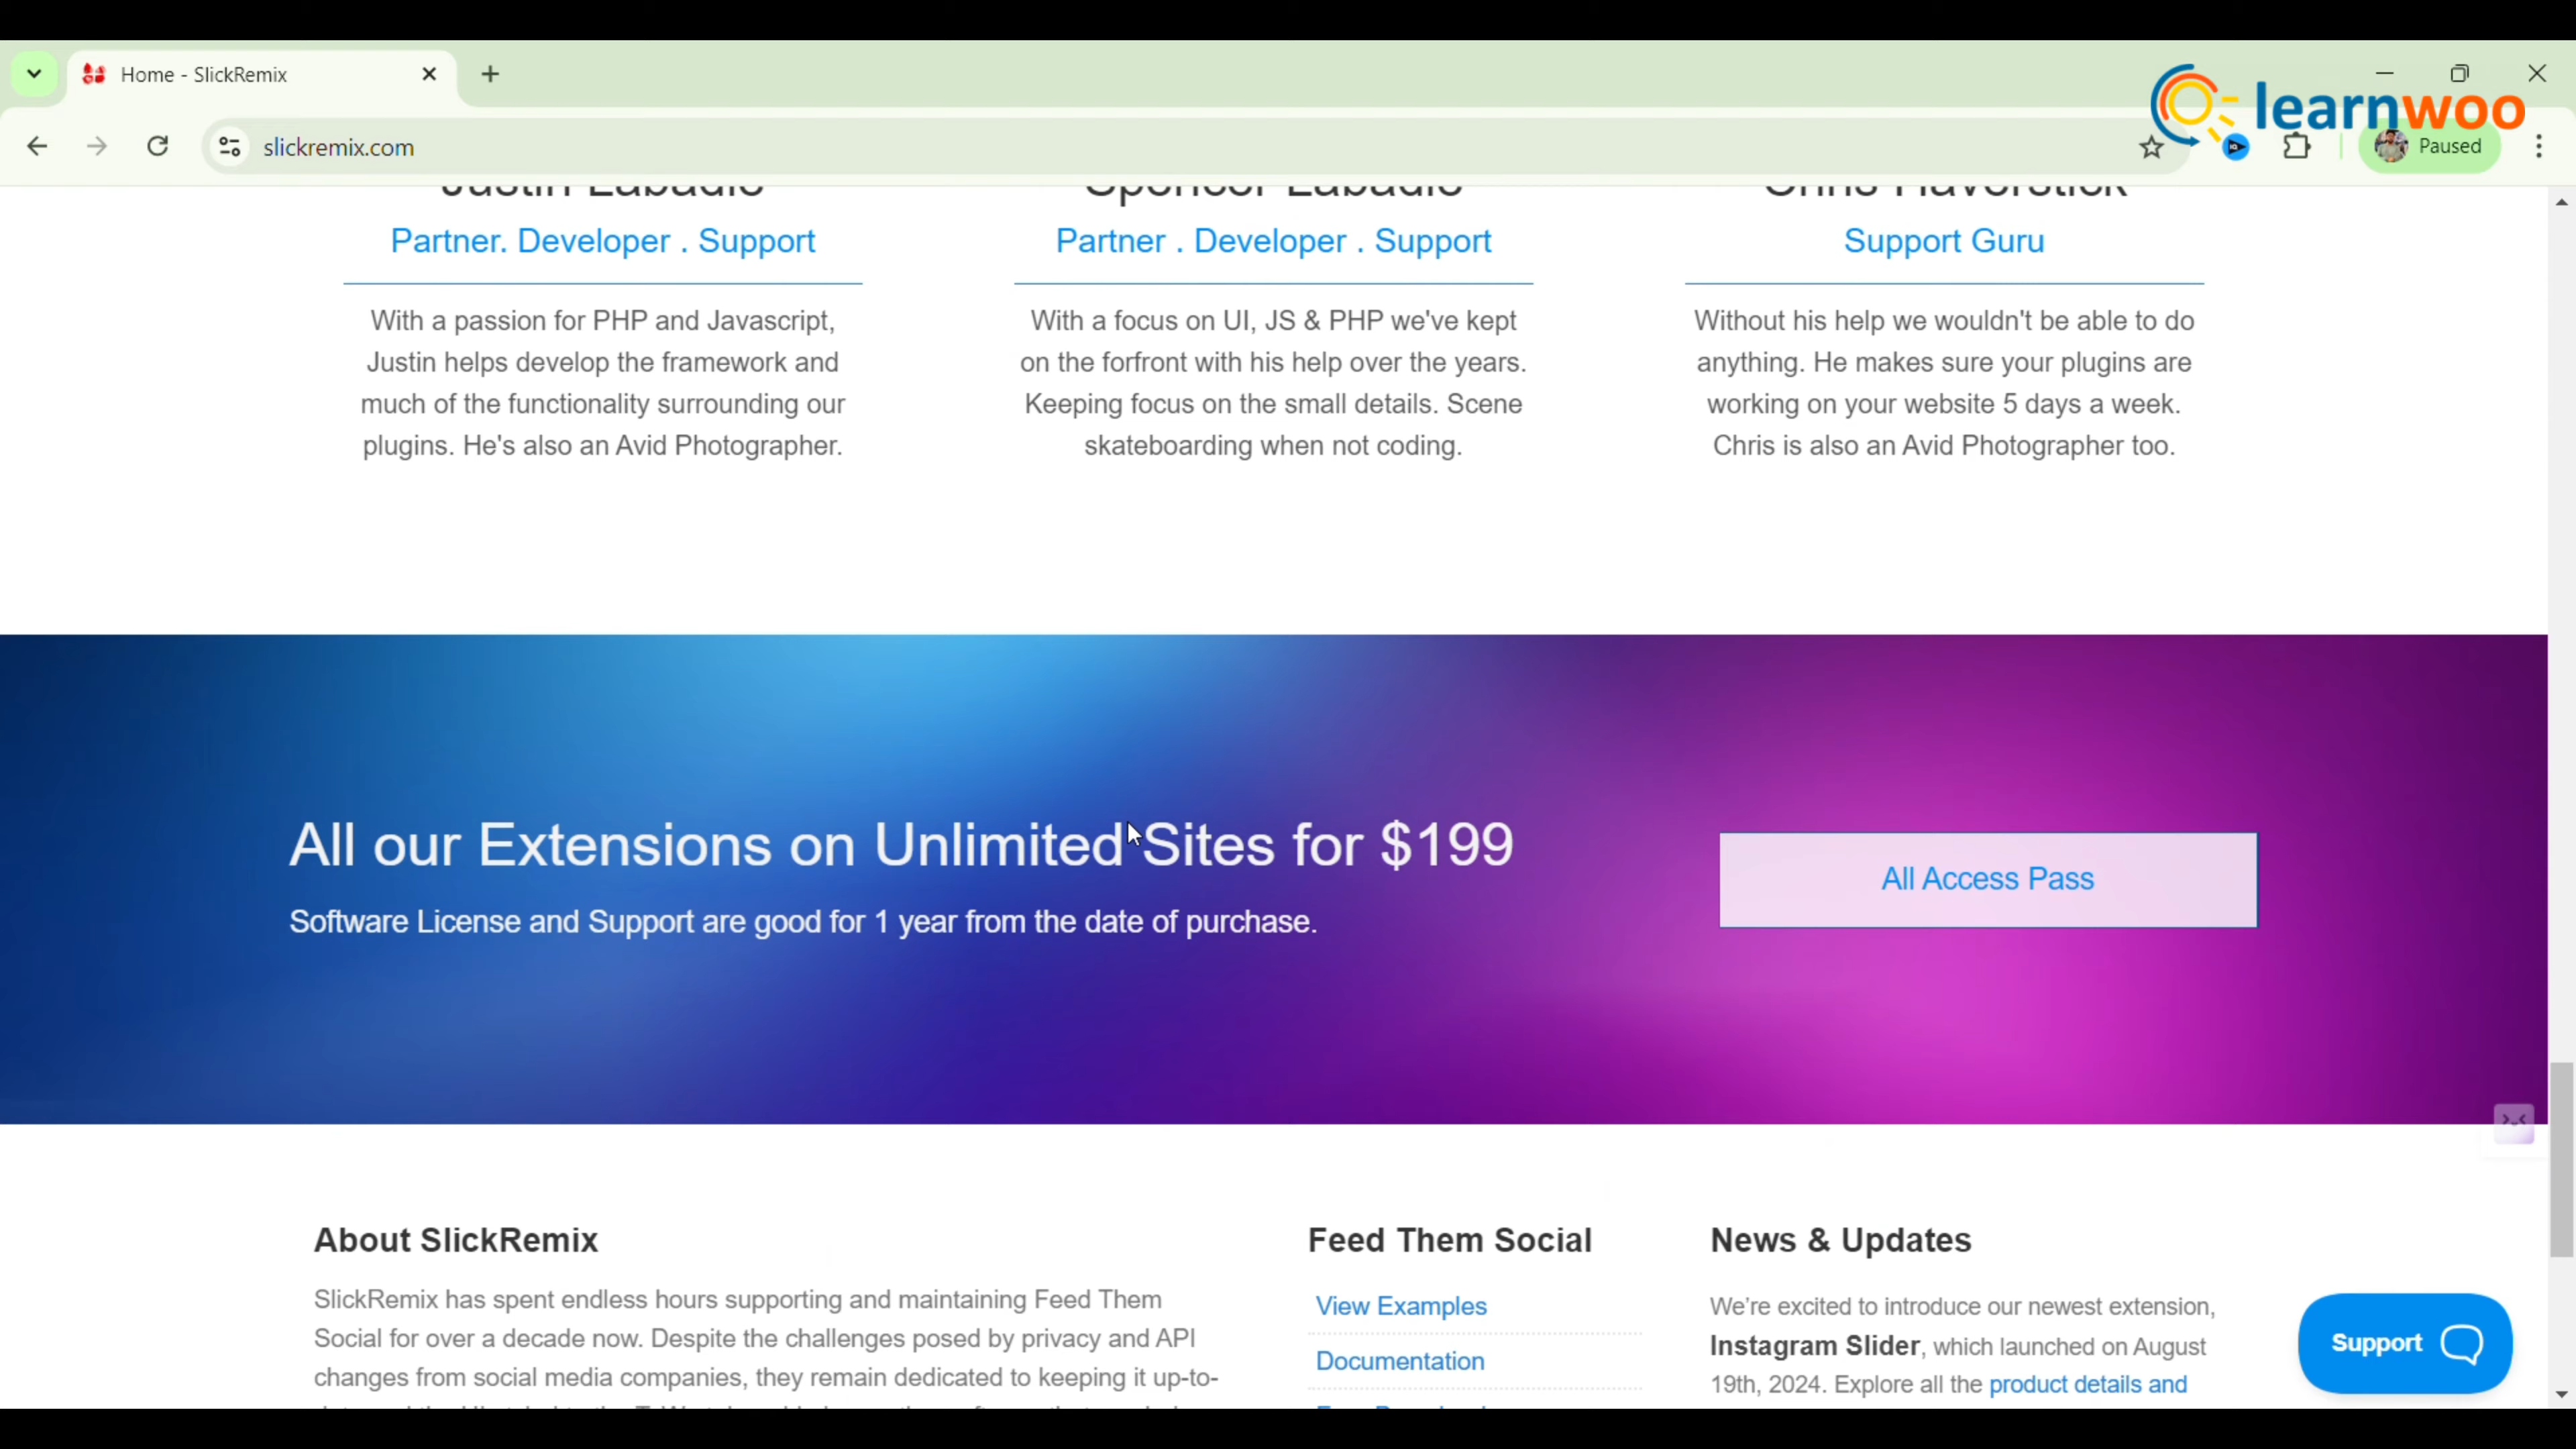 Home - SlickRemix
learnwoo
slickremix.com
Paused
Justin Labadie
Spencer Labadie
Chris Haverstick
Partner. Developer . Support
Partner . Developer . Support
Support Guru
With a passion for PHP and Javascript,
Justin helps develop the framework and
much of the functionality surrounding our
plugins. He's also an Avid Photographer.
With a focus on UI, JS & PHP we've kept
on the forfront with his help over the years.
Keeping focus on the small details. Scene
skateboarding when not coding.
Without his help we wouldn't be able to do
anything. He makes sure your plugins are
working on your website 5 days a week.
Chris is also an Avid Photographer too.
All our Extensions on Unlimited Sites for $199
Software License and Support are good for 1 year from the date of purchase.
All Access Pass
About SlickRemix
SlickRemix has spent endless hours supporting and maintaining Feed Them
Social for over a decade now. Despite the challenges posed by privacy and API
changes from social media companies, they remain dedicated to keeping it up-to-
Feed Them Social
View Examples
Documentation
News & Updates
We're excited to introduce our newest extension,
Instagram Slider, which launched on August
19th, 2024. Explore all the product details and
Support